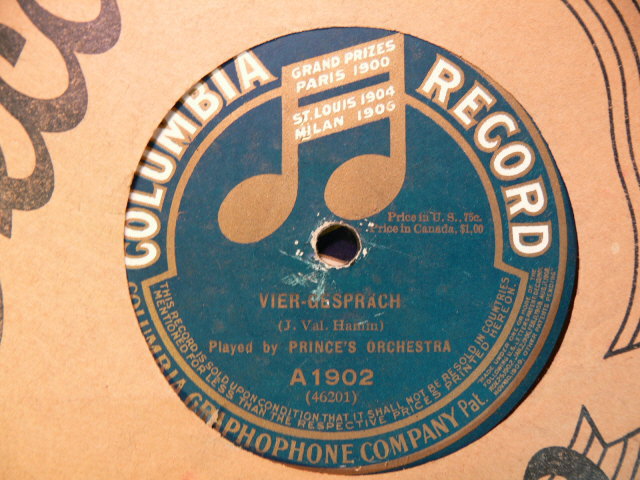 COLUMBIA RECORD
GRAND PRIZES
PARIS 1900
ST. LOUIS 1904
MILAN 1906
Price in U.S., 75c.
Price in Canada, $1.00
VIER-GESPRÄCH
(J. Val. Hamm)
Played by PRINCE'S ORCHESTRA
A1902
(46201)
THIS RECORD IS SOLD UPON CONDITION THAT IT SHALL NOT BE RESOLD IN COUNTRIES
MENTIONED FOR LESS THAN THE RESPECTIVE PRICES PRINTED HEREON
COLUMBIA GRAPHOPHONE COMPANY Pat.